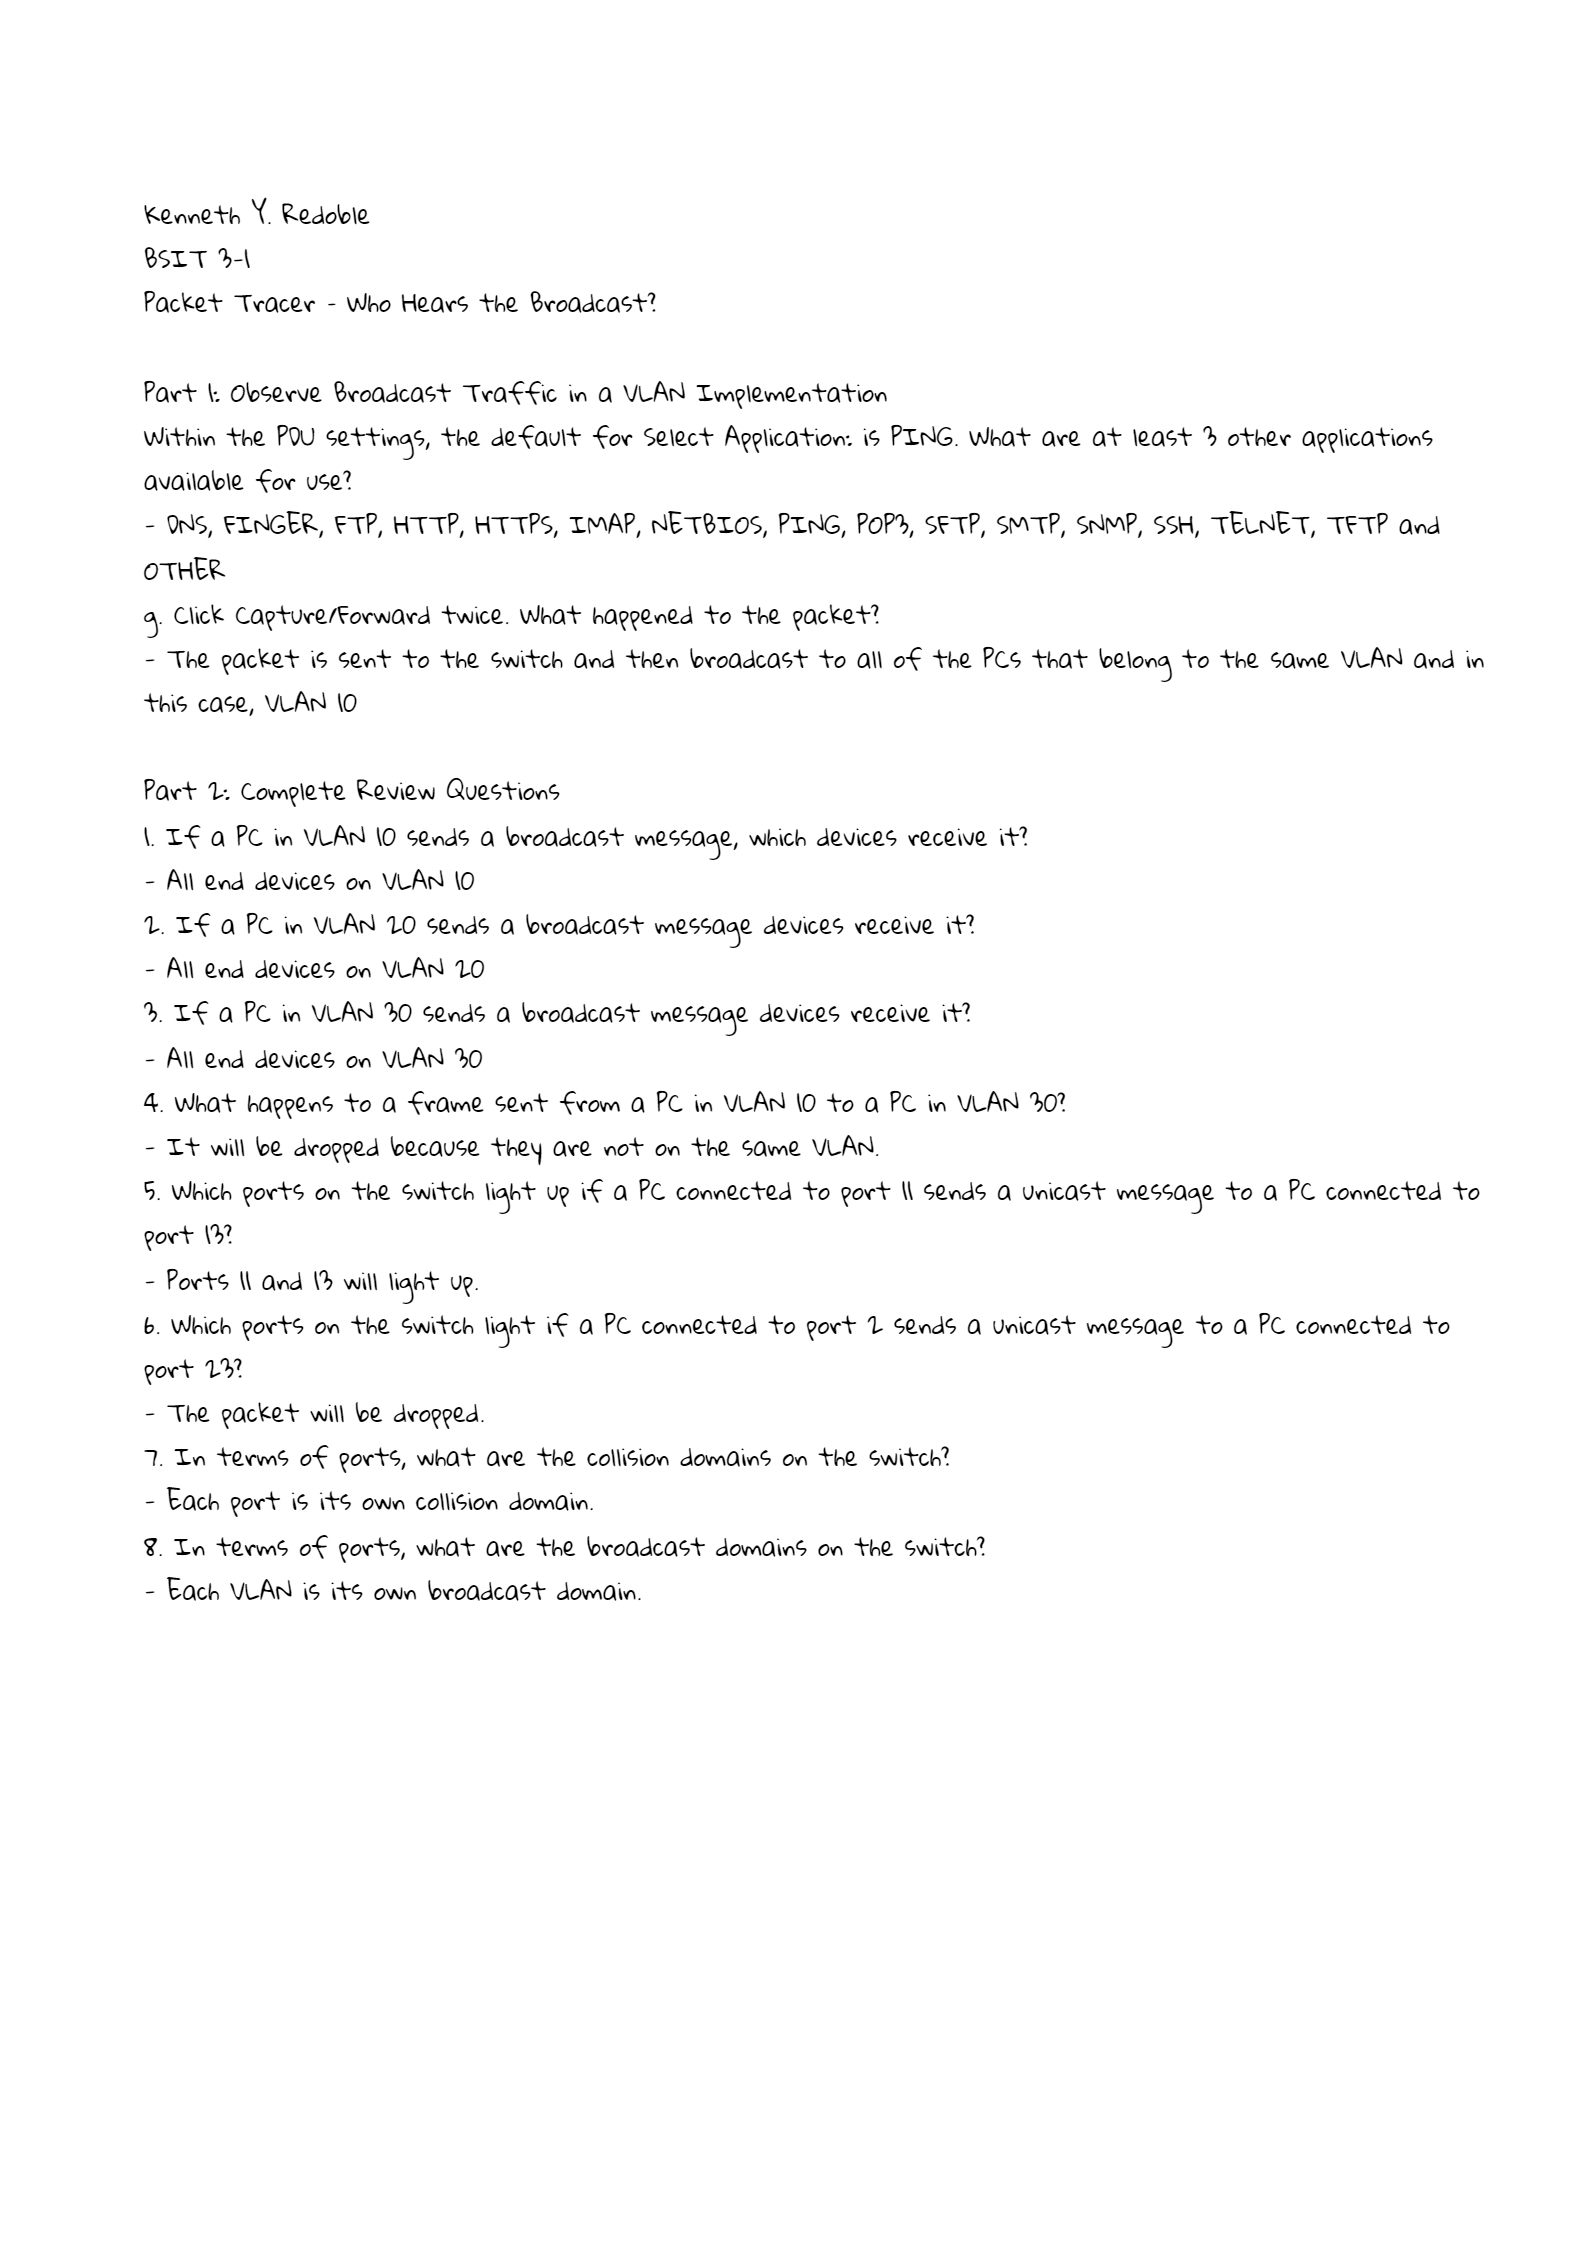 Kenneth Y. Redoble
BSIT 3-1
Packet Tracer - Who Hears the Broadcast?
Part 1: Observe Broadcast Traffic in a VLAN Implementation
Within the PDU settings, the default for Select Application: is PING. What are at least 3 other applications
available for use?
- DNS, FINGER, FTP, HTTP, HTTPS, IMAP, NETBIOS, PING, POP3, SFTP, SMTP, SNMP, SSH, TELNET, TFTP and
OTHER
g. Click Capture/Forward twice. What happened to the packet?
- The packet is sent to the switch and then broadcast to all of the PCs that belong to the same VLAN and in
this case, VLAN 10
Part 2: Complete Review Questions
1. If a PC in VLAN 10 sends a broadcast message, which devices receive it?
- All end devices on VLAN 10
2. If a PC in VLAN 20 sends a broadcast message devices receive it?
- All end devices on VLAN 20
3. If a PC in VLAN 30 sends a broadcast message devices receive it?
- All end devices on VLAN 30
4. What happens to a frame sent from a PC in VLAN 10 to a PC in VLAN 30?
- It will be dropped because they are not on the same VLAN.
5. Which ports on the switch light up if a PC connected to port 11 sends a unicast message to a PC connected to
port 13?
- Ports 11 and 13 will light up.
6. Which ports on the switch light if a PC connected to port 2 sends a unicast message to a PC connected to
port 23?
- The packet will be dropped.
7. In terms of ports, what are the collision domains on the switch?
- Each port is its own collision domain.
8. In terms of ports, what are the broadcast domains on the switch?
- Each VLAN is its own broadcast domain.